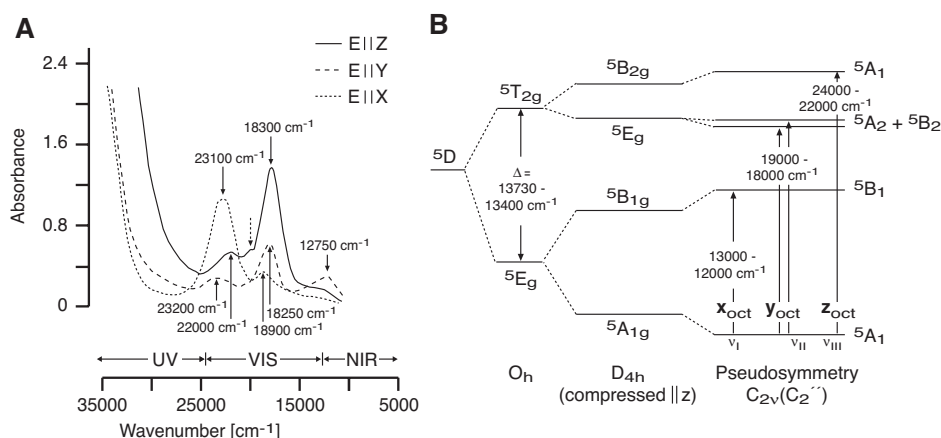 A
E||Z
E||Y
E||X
Absorbance
2.4
1.6
0.8
0
18300 cm-1
23100 cm-1
12750 cm-1
23200 cm-1
22000 cm-1
18250 cm-1
18900 cm-1
UV
VIS
NIR
35000
25000
15000
5000
Wavenumber [cm-1]
B
5D
5T2g
Δ =
13730 -
13400 cm-1
5Eg
5B2g
5Eg
5B1g
5A1g
5A1
24000 -
22000 cm-1
5A2 + 5B2
19000 -
18000 cm-1
5B1
13000 -
12000 cm-1
xoct
yoct
zoct
5A1
νI
νII
νIII
Oh
D4h
(compressed ||z)
Pseudosymmetry
C2ν(C2´´)